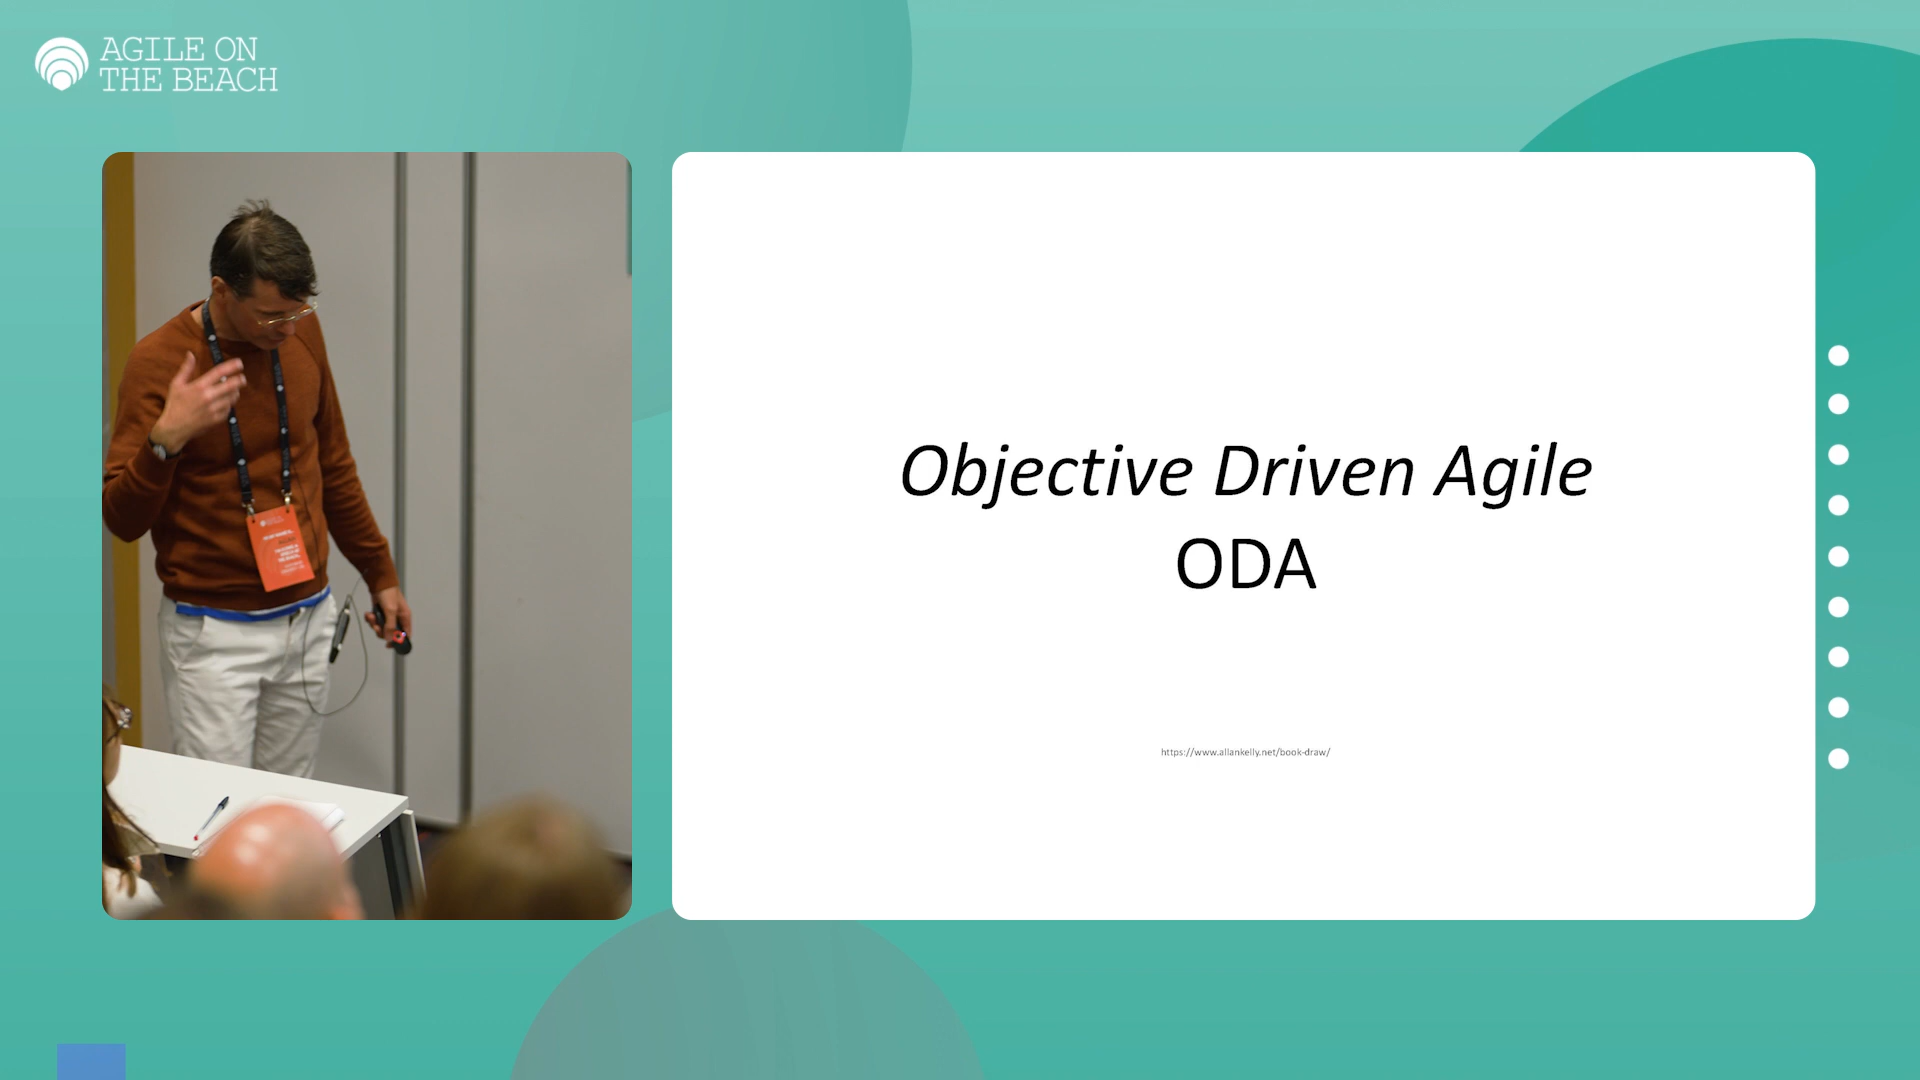 AGILE ON
THE BEACH
Objective Driven Agile
ODA
https://www.allankelly.net/book-draw/